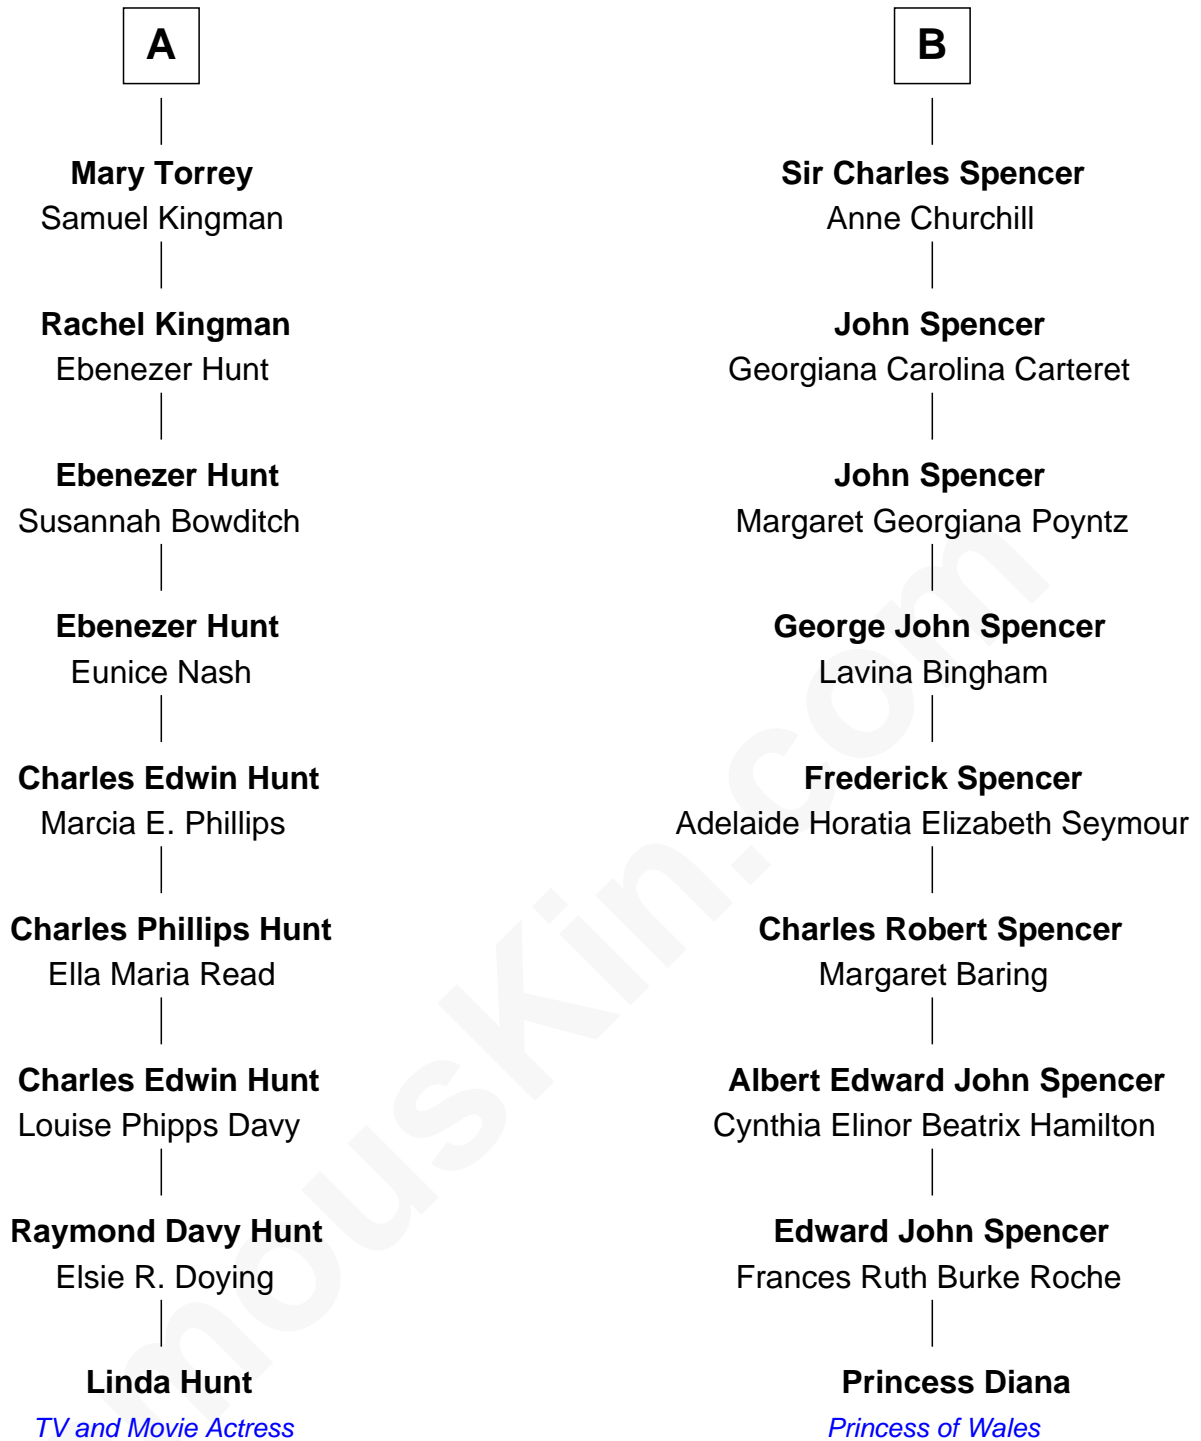 A
Mary Torrey
Samuel Kingman
Rachel Kingman
Ebenezer Hunt
Ebenezer Hunt
Susannah Bowditch
Ebenezer Hunt
Eunice Nash
Charles Edwin Hunt
Marcia E. Phillips
Charles Phillips Hunt
Ella Maria Read
Charles Edwin Hunt
Louise Phipps Davy
Raymond Davy Hunt
Elsie R. Doying
Linda Hunt
TV and Movie Actress
B
Sir Charles Spencer
Anne Churchill
John Spencer
Georgiana Carolina Carteret
John Spencer
Margaret Georgiana Poyntz
George John Spencer
Lavina Bingham
Frederick Spencer
Adelaide Horatia Elizabeth Seymour
Charles Robert Spencer
Margaret Baring
Albert Edward John Spencer
Cynthia Elinor Beatrix Hamilton
Edward John Spencer
Frances Ruth Burke Roche
Princess Diana
Princess of Wales
mousKin.com